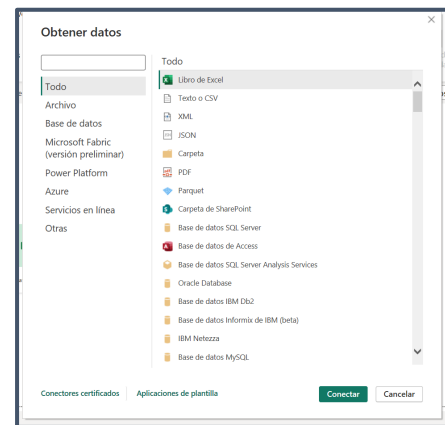 Obtener datos
Todo
Archivo
Base de datos
Microsoft Fabric
(versión preliminar)
Power Platform
Azure
Servicios en línea
Otras
Todo
Libro de Excel
Texto o CSV
XML
JSON
Carpeta
PDF
Parquet
Carpeta de SharePoint
Base de datos SQL Server
Base de datos de Access
Base de datos SQL Server Analysis Services
Oracle Database
Base de datos IBM Db2
Base de datos Informix de IBM (beta)
IBM Netezza
Base de datos MySQL
Conectores certificados Aplicaciones de plantilla Conectar Cancelar